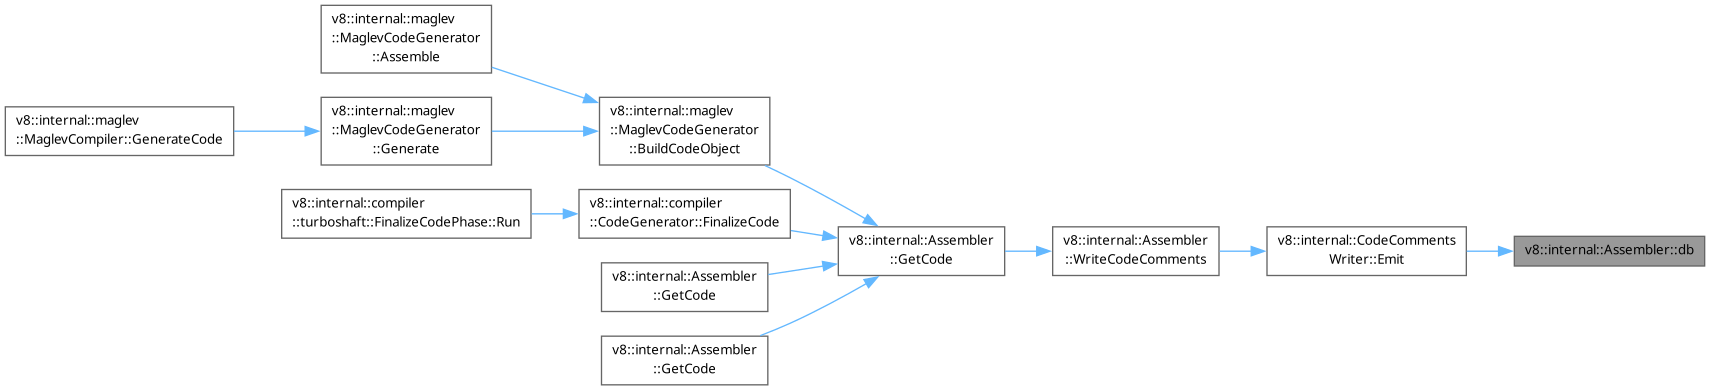 v8::internal::maglev
::MaglevCodeGenerator
::Assemble
v8::internal::maglev
::MaglevCompiler::GenerateCode
v8::internal::maglev
::MaglevCodeGenerator
::Generate
v8::internal::maglev
::MaglevCodeGenerator
::BuildCodeObject
v8::internal::compiler
::turboshaft::FinalizeCodePhase::Run
v8::internal::compiler
::CodeGenerator::FinalizeCode
v8::internal::Assembler
::GetCode
v8::internal::Assembler
::WriteCodeComments
v8::internal::CodeComments
Writer::Emit
v8::internal::Assembler::db
v8::internal::Assembler
::GetCode
v8::internal::Assembler
::GetCode